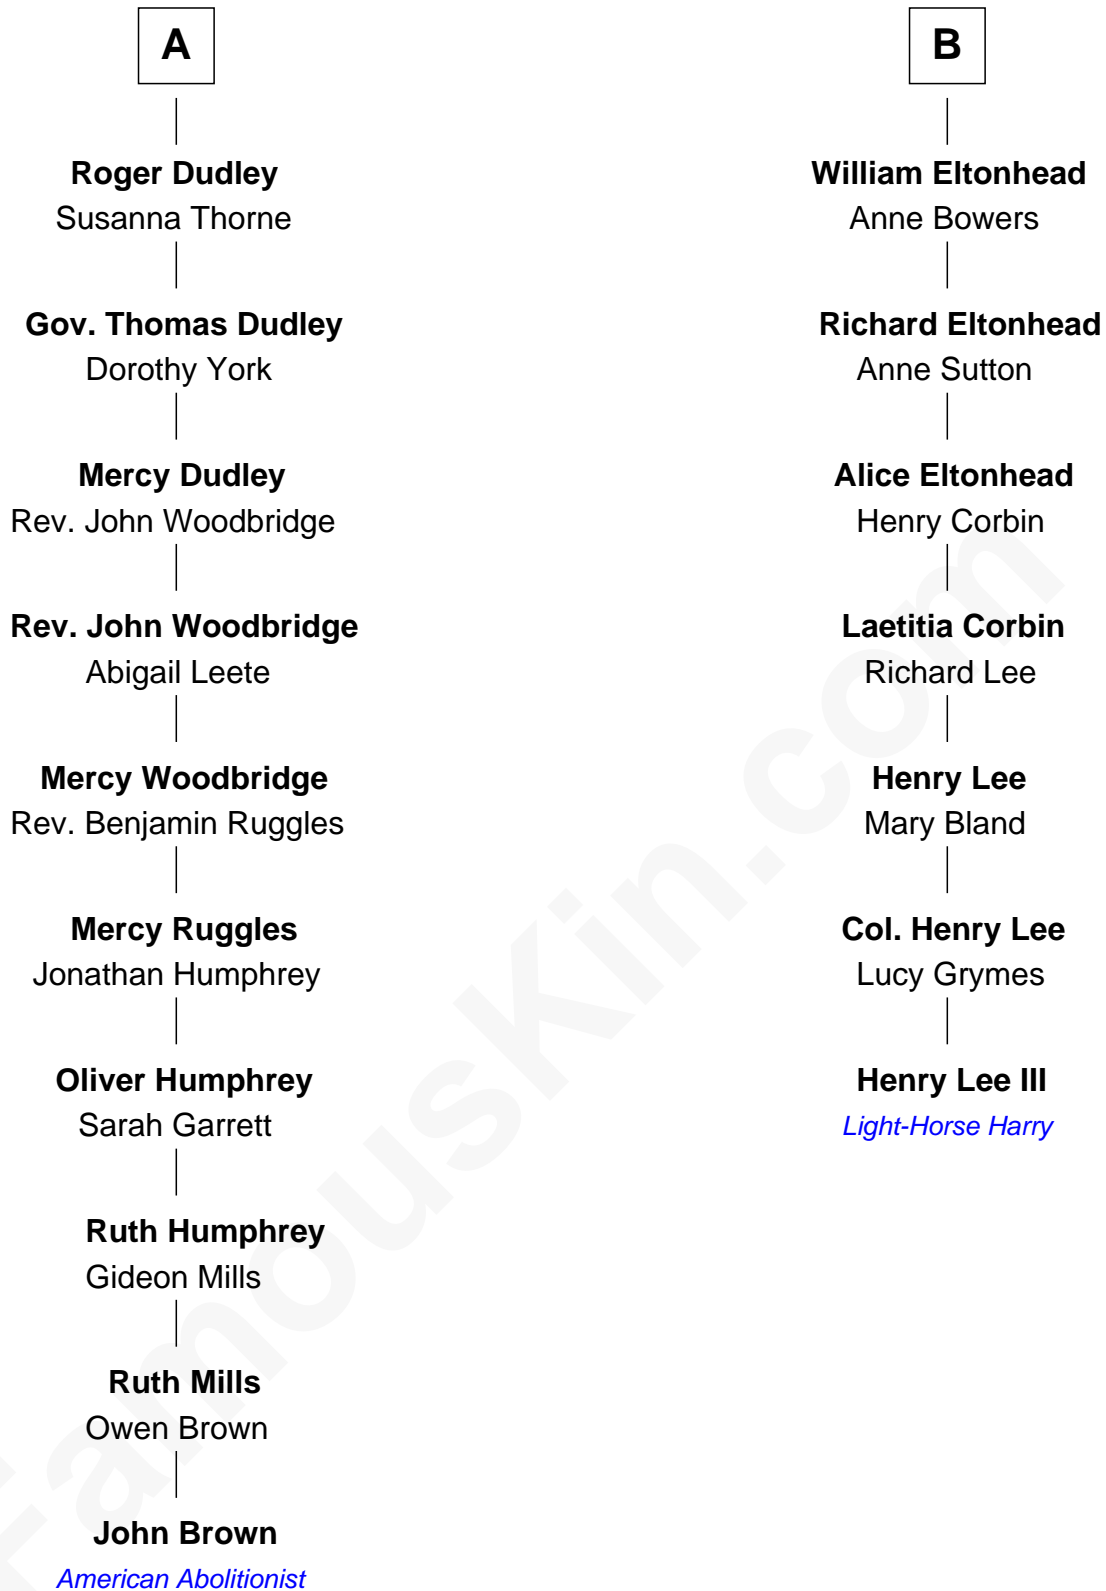 A
Roger Dudley
Susanna Thorne
Gov. Thomas Dudley
Dorothy York
Mercy Dudley
Rev. John Woodbridge
Rev. John Woodbridge
Abigail Leete
Mercy Woodbridge
Rev. Benjamin Ruggles
Mercy Ruggles
Jonathan Humphrey
Oliver Humphrey
Sarah Garrett
Ruth Humphrey
Gideon Mills
Ruth Mills
Owen Brown
John Brown
American Abolitionist
B
William Eltonhead
Anne Bowers
Richard Eltonhead
Anne Sutton
Alice Eltonhead
Henry Corbin
Laetitia Corbin
Richard Lee
Henry Lee
Mary Bland
Col. Henry Lee
Lucy Grymes
Henry Lee III
Light-Horse Harry
FamousKin.com